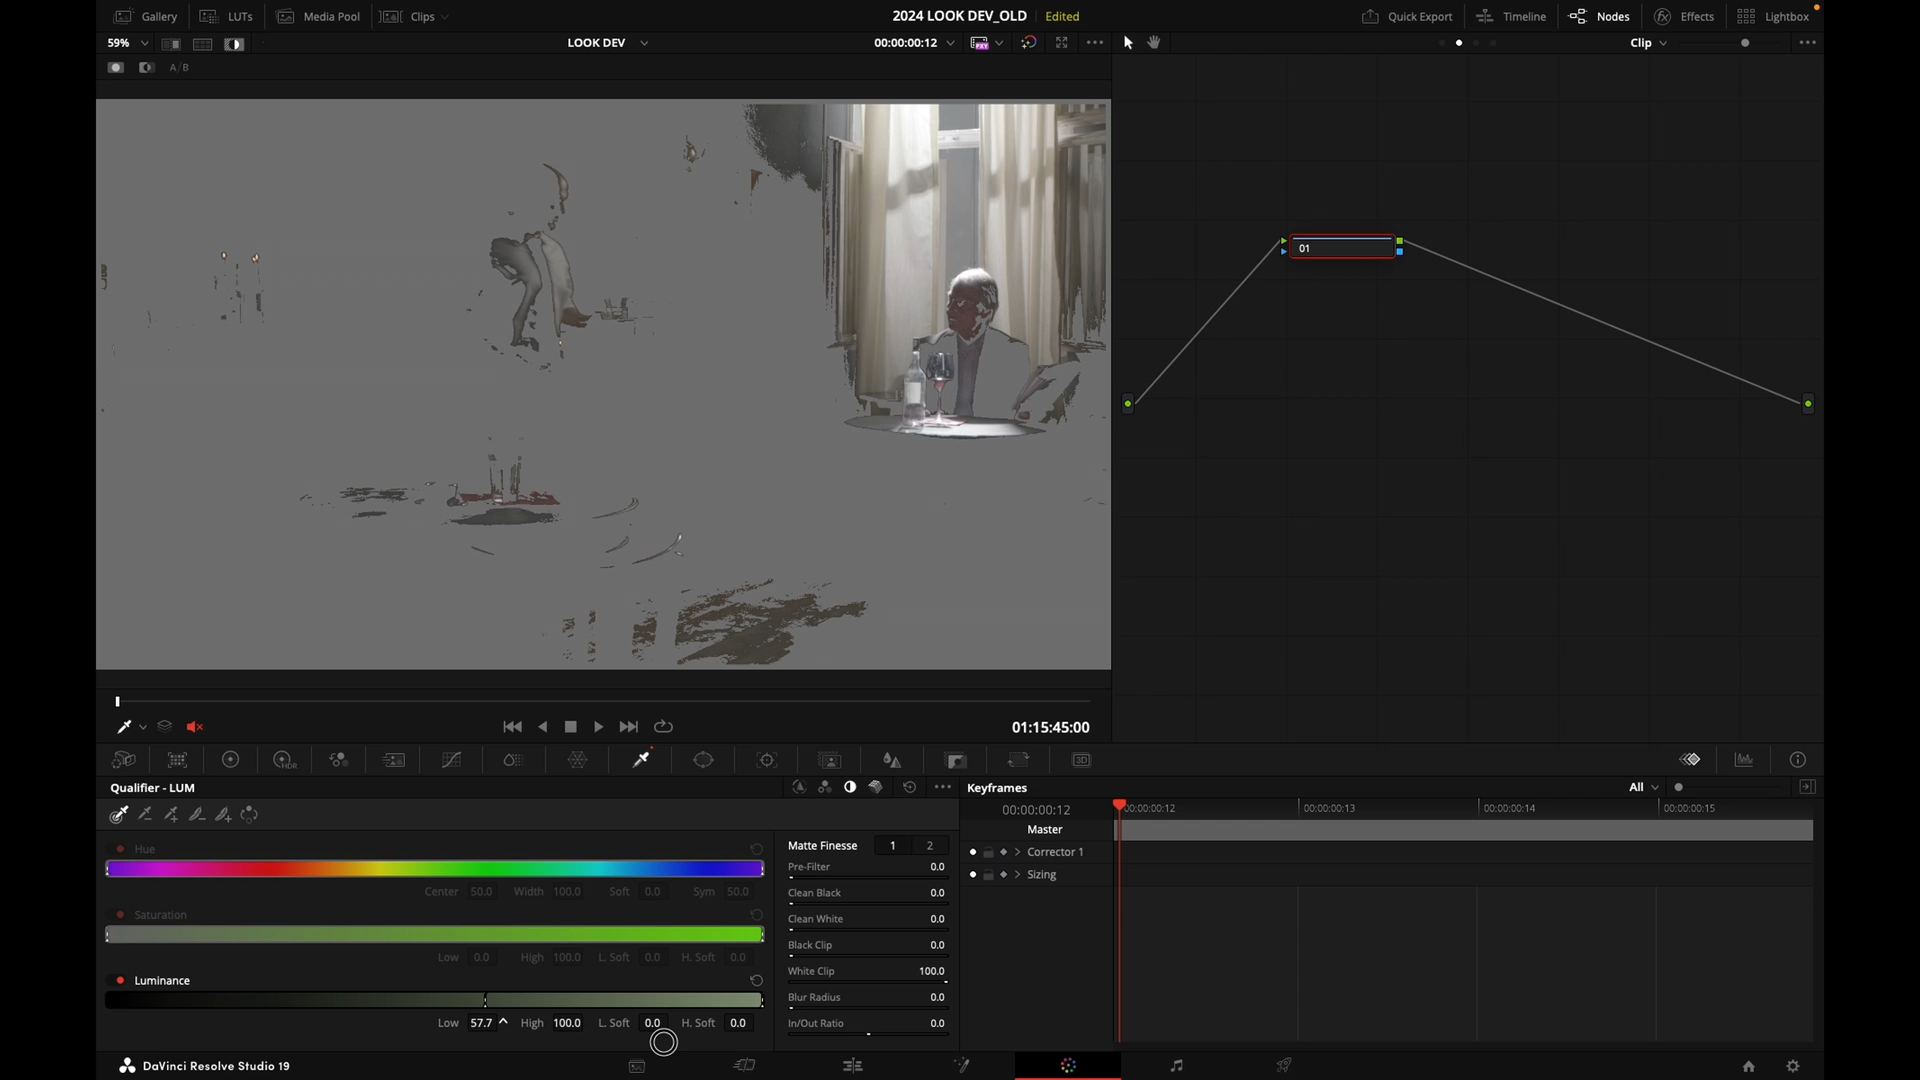 Gallery LUTs Media Pool Clips 2024 LOOK DEV_OLD Edited Quick Export Timeline Nodes Effects Lightbox
59% LOOK DEV 00:00:00:12 PXY Clip
A/B
01
01:15:45:00
HDR 3D
Qualifier - LUM
Keyframes All
00:00:00:12 00:00:00:12 00:00:00:13 00:00:00:14 00:00:00:15
Master
Corrector 1
Sizing
Hue
Center 50.0 Width 100.0 Soft 0.0 Sym 50.0
Saturation
Low 0.0 High 100.0 L. Soft 0.0 H. Soft 0.0
Luminance
Low 57.7 High 100.0 L. Soft 0.0 H. Soft 0.0
Matte Finesse 1 2
Pre-Filter 0.0
Clean Black 0.0
Clean White 0.0
Black Clip 0.0
White Clip 100.0
Blur Radius 0.0
In/Out Ratio 0.0
DaVinci Resolve Studio 19